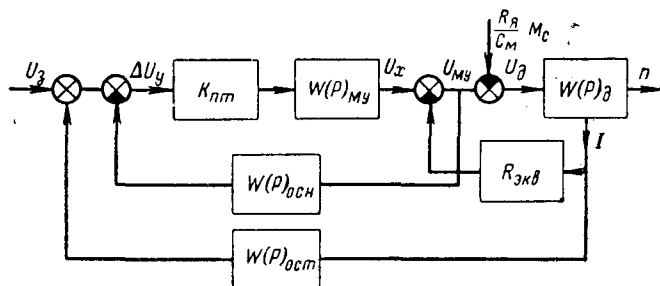 R_Я / C_М M_C
U_з ΔU_у K_пт W(P)_му U_x U_му U_д W(P)_д n
I
R_экв
W(P)_осн
W(P)_ост